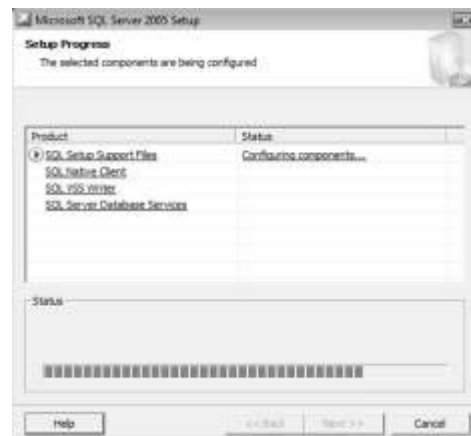 Microsoft SQL Server 2005 Setup
Setup Progress
The selected components are being configured
Product Status
SQL Setup Support Files Configuring components...
SQL Native Client
SQL VSS Writer
SQL Server Database Services
Status
Help << Back Next >> Cancel